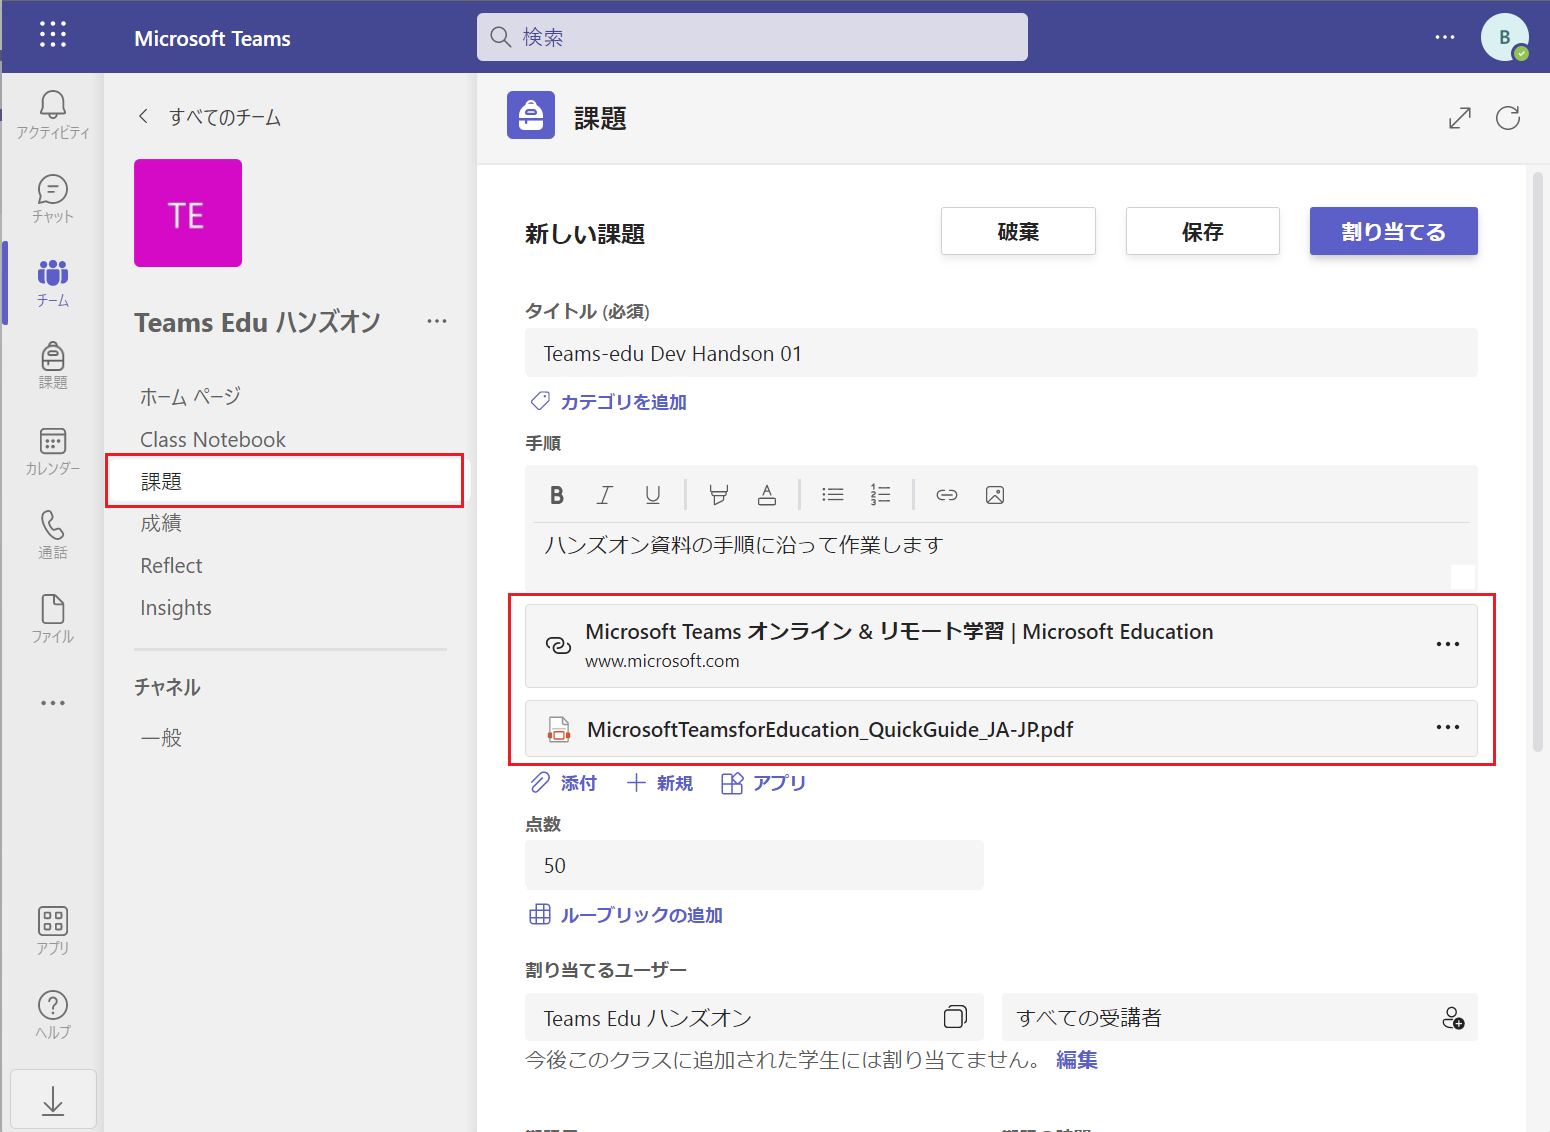 Microsoft Teams
検索
B
アクティビティ
チャット
チーム
課題
カレンダー
通話
ファイル
アプリ
ヘルプ
すべてのチーム
TE
Teams Edu ハンズオン
ホーム ページ
Class Notebook
課題
成績
Reflect
Insights
チャネル
一般
課題
新しい課題
破棄
保存
割り当てる
タイトル (必須)
Teams-edu Dev Handson 01
カテゴリを追加
手順
ハンズオン資料の手順に沿って作業します
Microsoft Teams オンライン & リモート学習 | Microsoft Education
www.microsoft.com
MicrosoftTeamsforEducation_QuickGuide_JA-JP.pdf
添付 新規 アプリ
点数
50
ルーブリックの追加
割り当てるユーザー
Teams Edu ハンズオン すべての受講者
今後このクラスに追加された学生には割り当てません。 編集